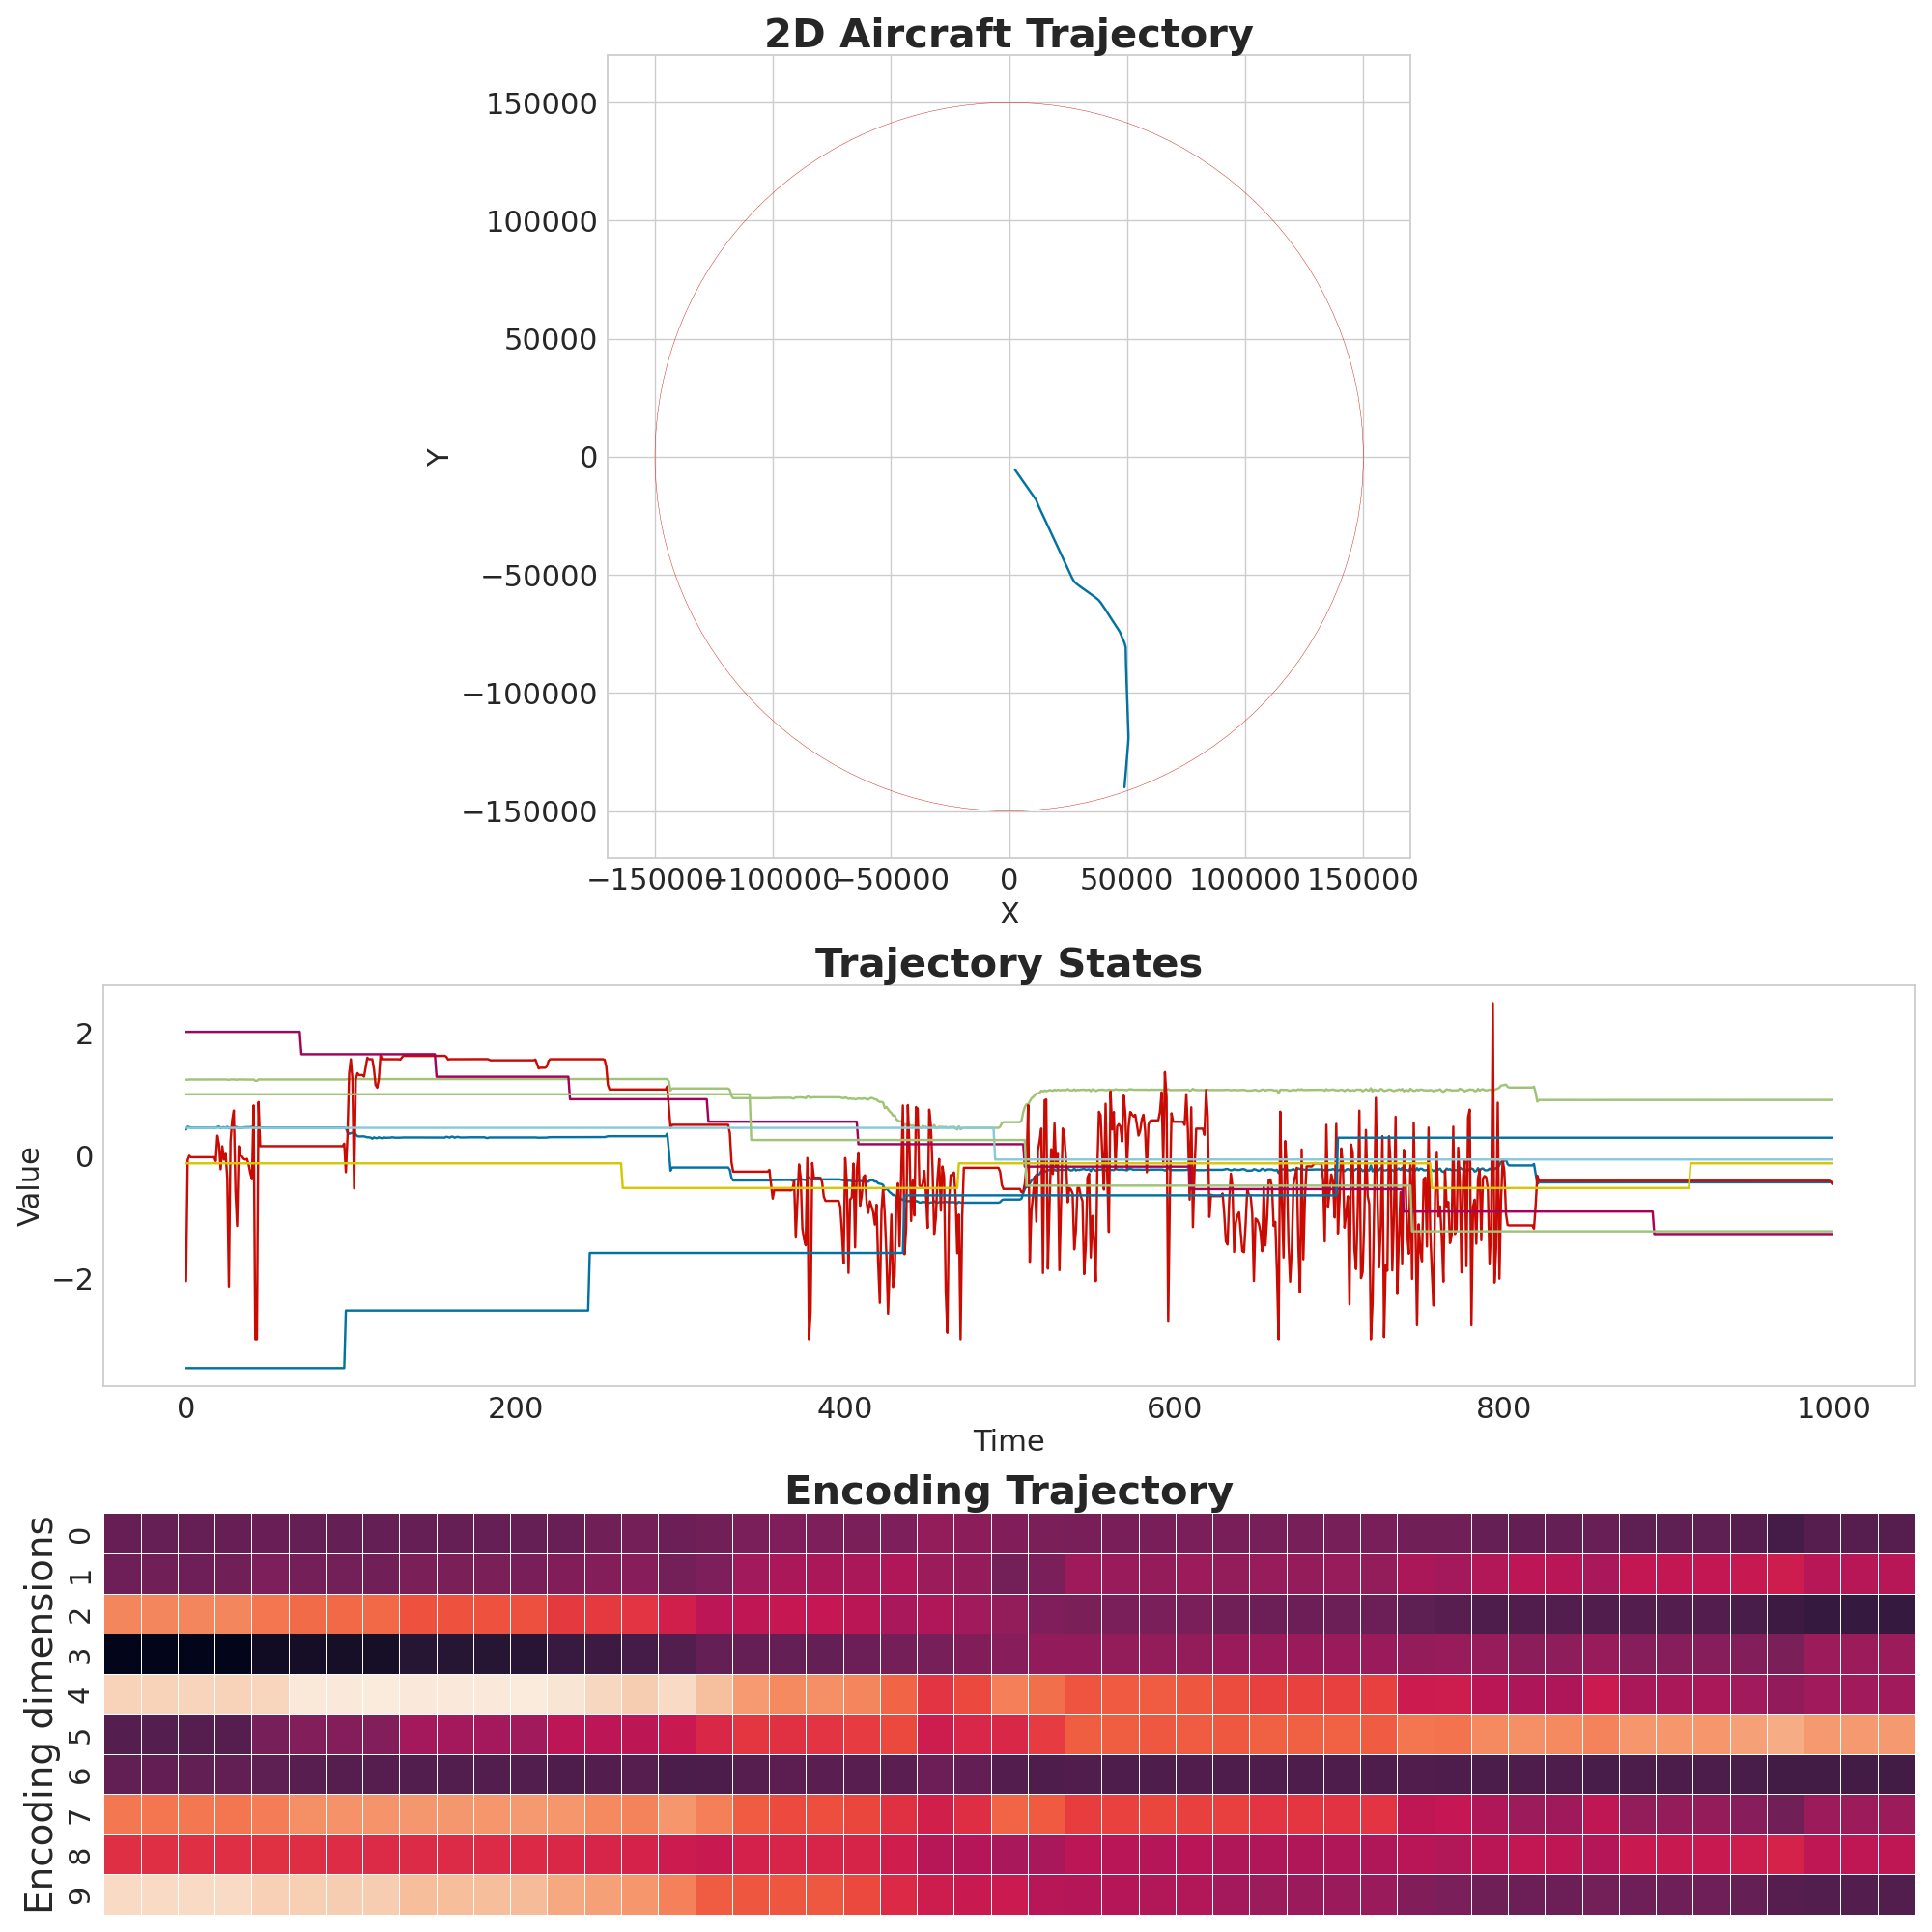 2D Aircraft Trajectory
150000
100000
50000
0
−50000
−100000
−150000
Y
−150000 −100000 −50000 0 50000 100000 150000
X
Trajectory States
2
0
−2
Value
0 200 400 600 800 1000
Time
Encoding Trajectory
0
1
2
3
4
5
6
7
8
9
Encoding dimensions